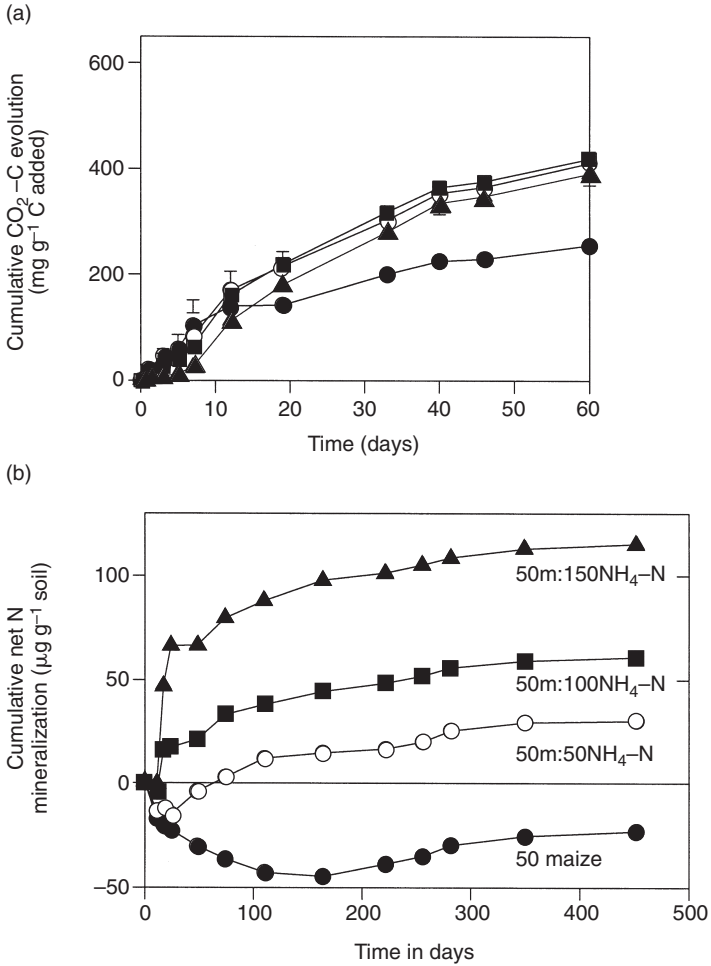 (a)
Cumulative CO₂–C evolution
(mg g⁻¹ C added)
600
400
200
0
0 10 20 30 40 50 60
Time (days)
(b)
Cumulative net N
mineralization (μg g⁻¹ soil)
100
50
0
–50
50m:150NH₄–N
50m:100NH₄–N
50m:50NH₄–N
50 maize
0 100 200 300 400 500
Time in days